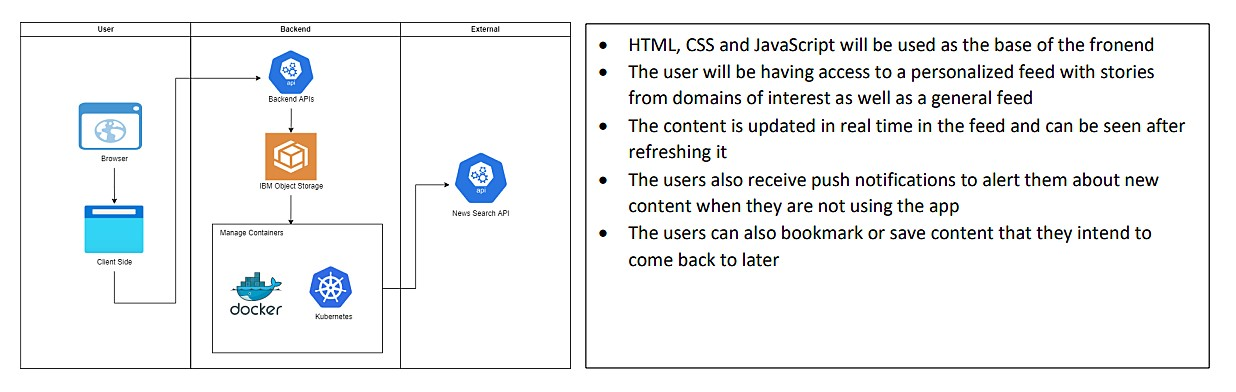 User
Backend
External
api
Backend APIs
Browser
IBM Object Storage
api
News Search API
Manage Containers
Client Side
docker
Kubernetes
• HTML, CSS and JavaScript will be used as the base of the fronend
• The user will be having access to a personalized feed with stories
from domains of interest as well as a general feed
• The content is updated in real time in the feed and can be seen after
refreshing it
• The users also receive push notifications to alert them about new
content when they are not using the app
• The users can also bookmark or save content that they intend to
come back to later